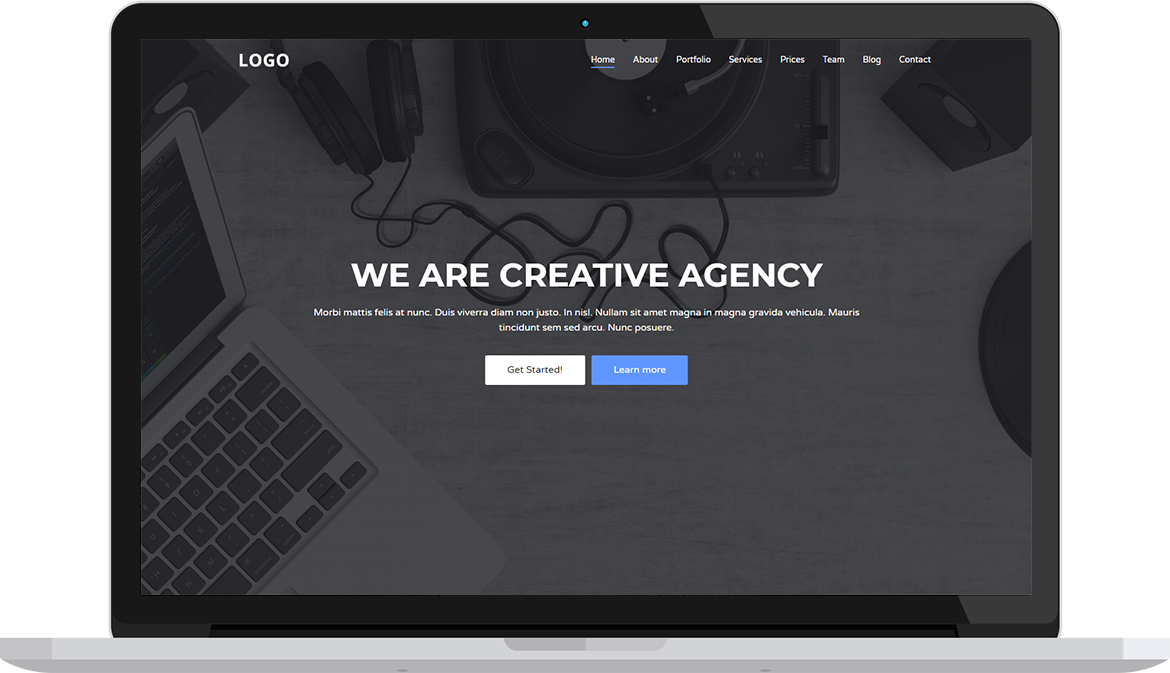 LOGO
Home About Portfolio Services Prices Team Blog Contact
WE ARE CREATIVE AGENCY
Morbi mattis felis at nunc. Duis viverra diam non justo. In nisl. Nullam sit amet magna in magna gravida vehicula. Mauris
tincidunt sem sed arcu. Nunc posuere.
Get Started! Learn more